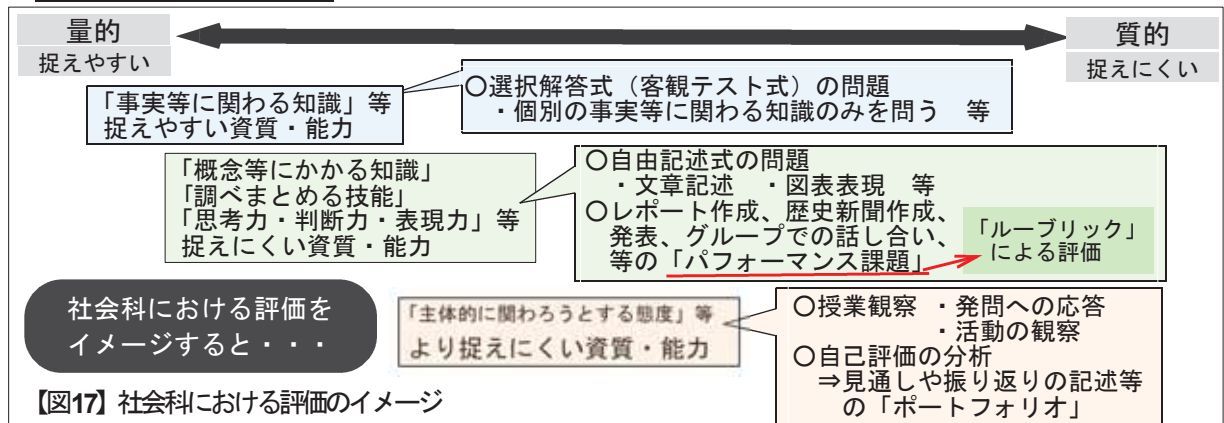 量的
捉えやすい
質的
捉えにくい
「事実等に関わる知識」等
捉えやすい資質・能力
〇選択解答式（客観テスト式）の問題
・個別の事実等に関わる知識のみを問う　等
「概念等にかかる知識」
「調べまとめる技能」
「思考力・判断力・表現力」等
捉えにくい資質・能力
〇自由記述式の問題
・文章記述　・図表表現　等
〇レポート作成、歴史新聞作成、
発表、グループでの話し合い、
等の「パフォーマンス課題」
「ルーブリック」
による評価
社会科における評価を
イメージすると・・・
「主体的に関わろうとする態度」等
より捉えにくい資質・能力
〇授業観察　・発問への応答
・活動の観察
〇自己評価の分析
⇒見通しや振り返りの記述等
の「ポートフォリオ」
【図17】社会科における評価のイメージ